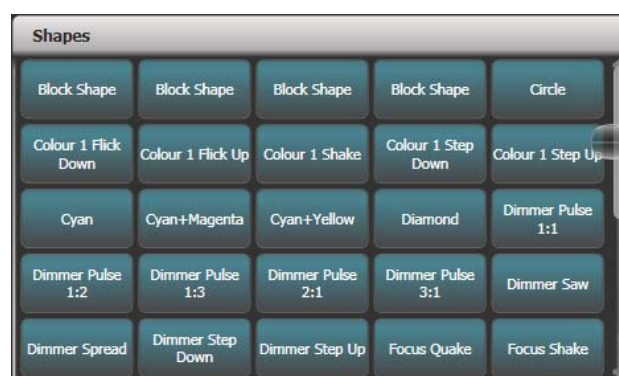 Shapes
Block Shape
Block Shape
Block Shape
Block Shape
Circle
Colour 1 Flick
Down
Colour 1 Flick Up
Colour 1 Shake
Colour 1 Step
Down
Colour 1 Step Up
Cyan
Cyan+Magenta
Cyan+Yellow
Diamond
Dimmer Pulse
1:1
Dimmer Pulse
1:2
Dimmer Pulse
1:3
Dimmer Pulse
2:1
Dimmer Pulse
3:1
Dimmer Saw
Dimmer Spread
Dimmer Step
Down
Dimmer Step Up
Focus Quake
Focus Shake